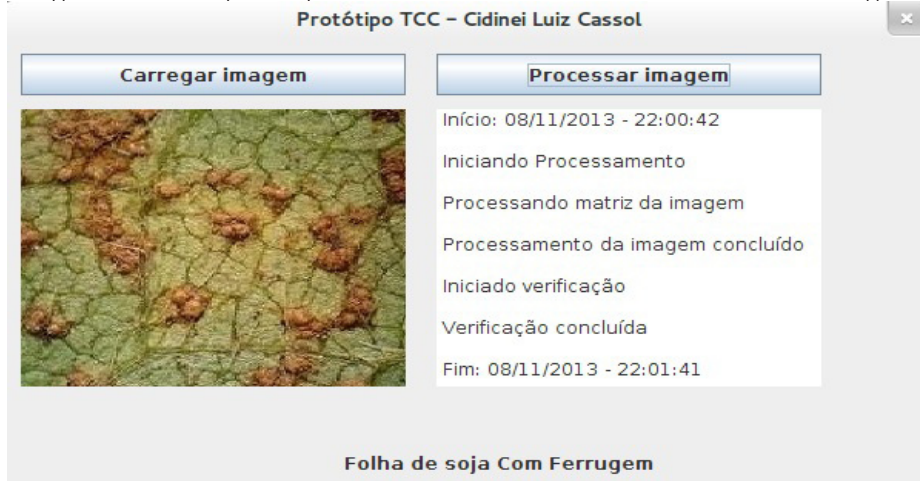 Protótipo TCC – Cidinei Luiz Cassol
Carregar imagem
Processar imagem
Início: 08/11/2013 - 22:00:42
Iniciando Processamento
Processando matriz da imagem
Processamento da imagem concluído
Iniciado verificação
Verificação concluída
Fim: 08/11/2013 - 22:01:41
Folha de soja Com Ferrugem